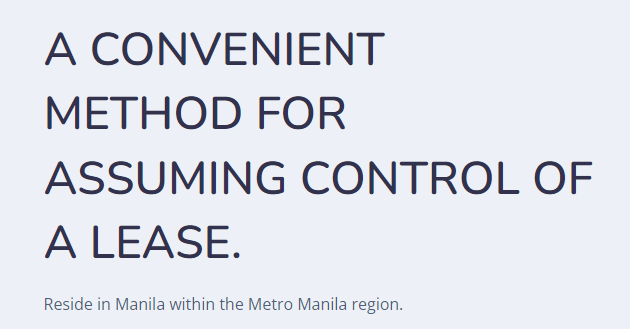 A CONVENIENT
METHOD FOR
ASSUMING CONTROL OF
A LEASE.
Reside in Manila within the Metro Manila region.